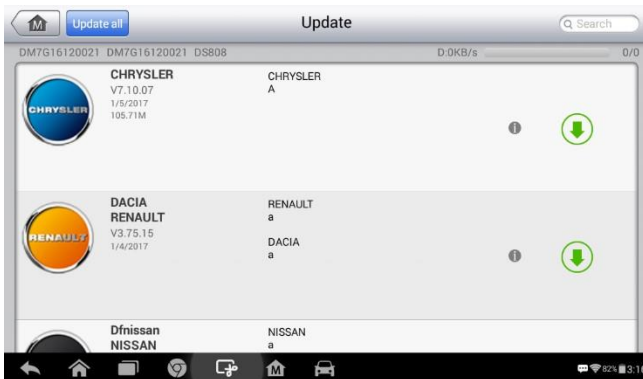 M
Update all
Update
Search
DM7G16120021 DM7G16120021 DS808
D:0KB/s
0/0
CHRYSLER
CHRYSLER
V7.10.07
1/5/2017
105.71M
CHRYSLER
A
i
RENAULT
DACIA
RENAULT
V3.75.15
1/4/2017
RENAULT
a
DACIA
a
i
Dfnissan
NISSAN
NISSAN
a
M
82%